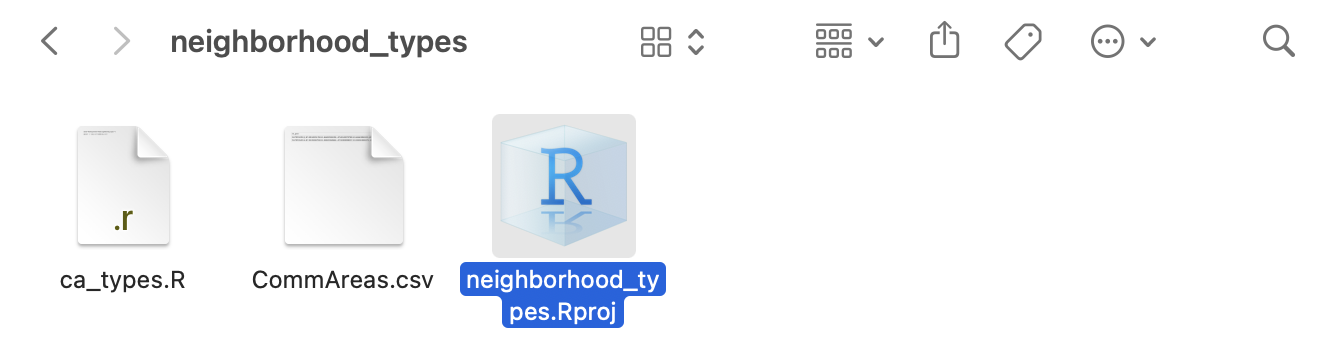 neighborhood_types
.r
R
ca_types.R
CommAreas.csv
neighborhood_ty
pes.Rproj